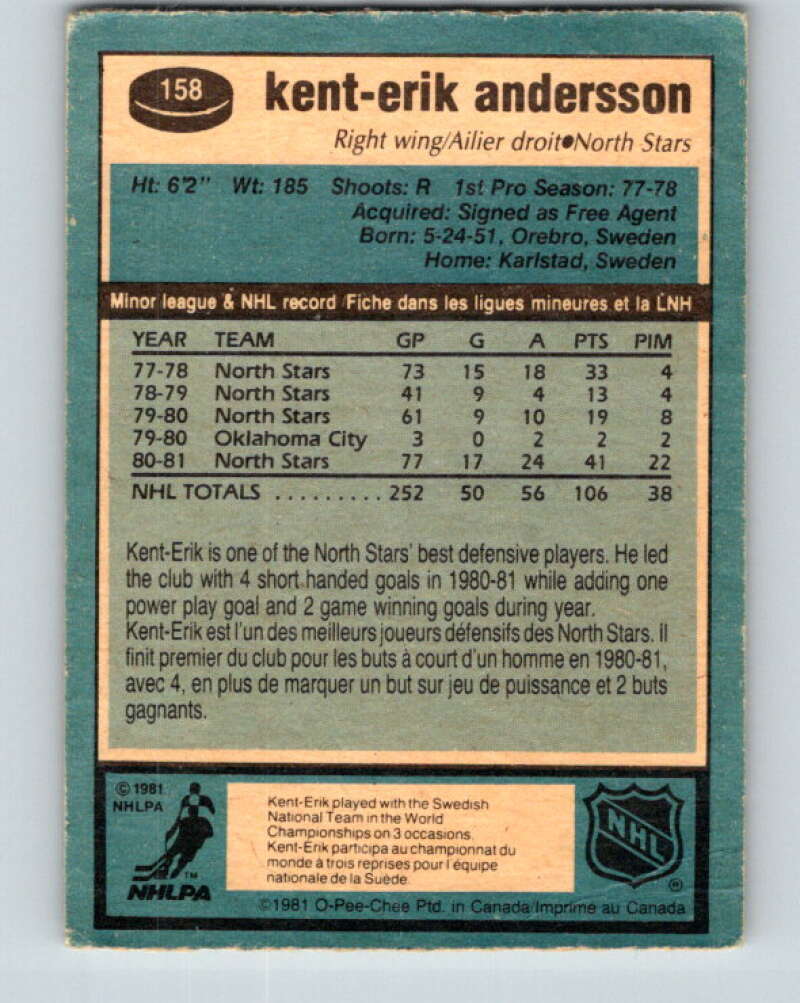 158
kent-erik andersson
Right wing/Ailier droit●North Stars
Ht: 6'2" Wt: 185 Shoots: R 1st Pro Season: 77-78
Acquired: Signed as Free Agent
Born: 5-24-51, Orebro, Sweden
Home: Karlstad, Sweden
Minor league & NHL record/Fiche dans les ligues mineures et la LNH
YEAR TEAM GP G A PTS PIM
77-78 North Stars 73 15 18 33 4
78-79 North Stars 41 9 4 13 4
79-80 North Stars 61 9 10 19 8
79-80 Oklahoma City 3 0 2 2 2
80-81 North Stars 77 17 24 41 22
NHL TOTALS ......... 252 50 56 106 38
Kent-Erik is one of the North Stars' best defensive players. He led
the club with 4 short handed goals in 1980-81 while adding one
power play goal and 2 game winning goals during year.
Kent-Erik est l'un des meilleurs joueurs défensifs des North Stars. Il
finit premier du club pour les buts à court d'un homme en 1980-81,
avec 4, en plus de marquer un but sur jeu de puissance et 2 buts
gagnants.
© 1981
NHLPA
TM
NHLPA
Kent-Erik played with the Swedish
National Team in the World
Championships on 3 occasions.
Kent-Erik participa au championnat du
monde à trois reprises pour l'équipe
nationale de la Suède.
NHL
®
©1981 O-Pee-Chee Ptd. in Canada/Imprimé au Canada